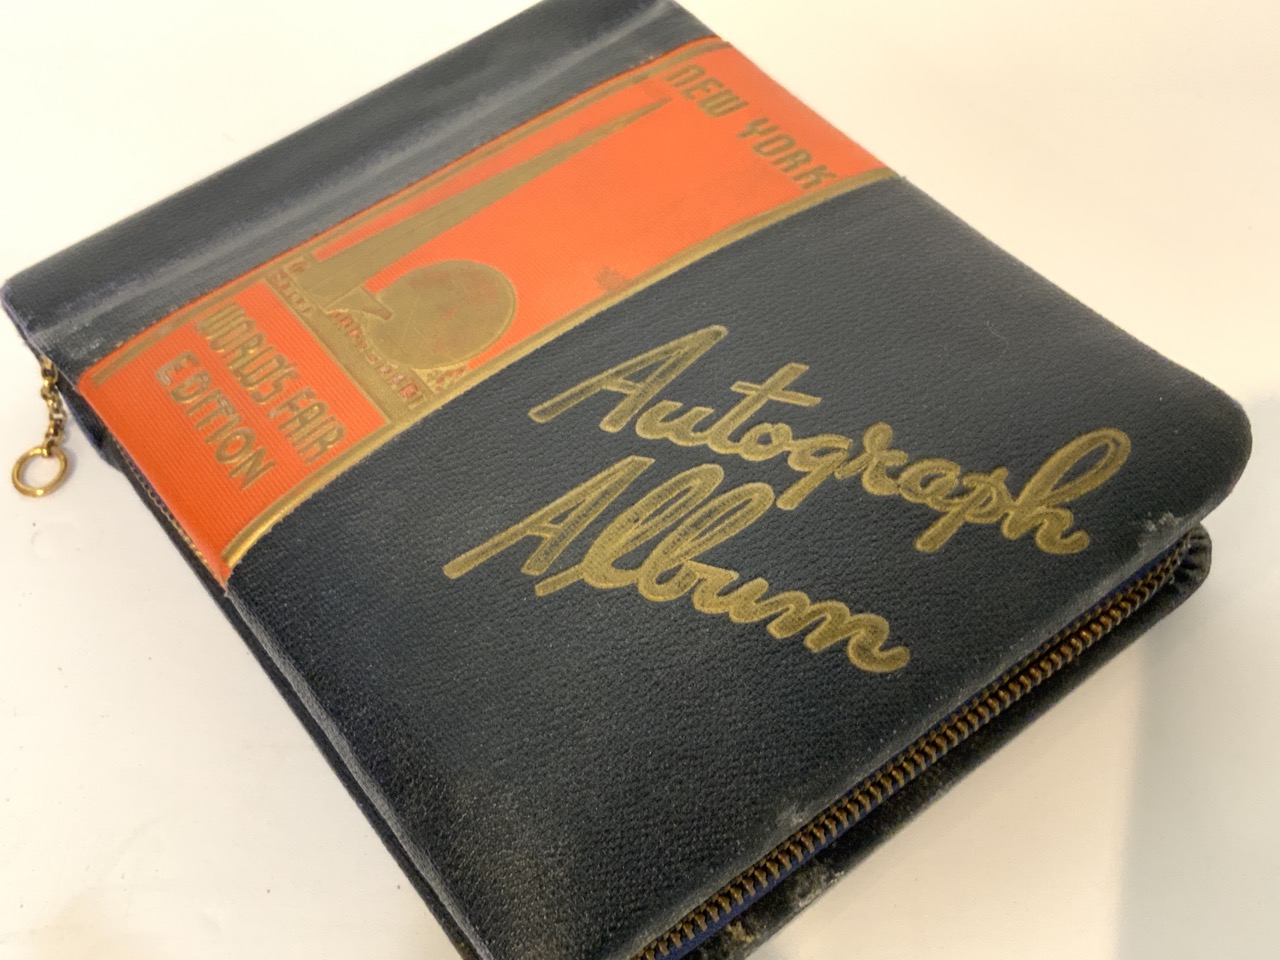 NEW YORK
WORLD'S FAIR
EDITION
Autograph
Album